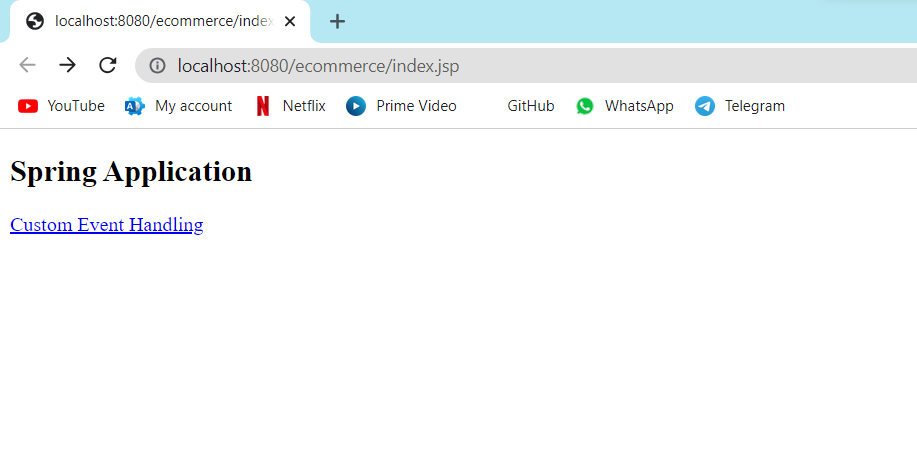 localhost:8080/ecommerce/index
localhost:8080/ecommerce/index.jsp
YouTube My account Netflix Prime Video GitHub WhatsApp Telegram
Spring Application
Custom Event Handling